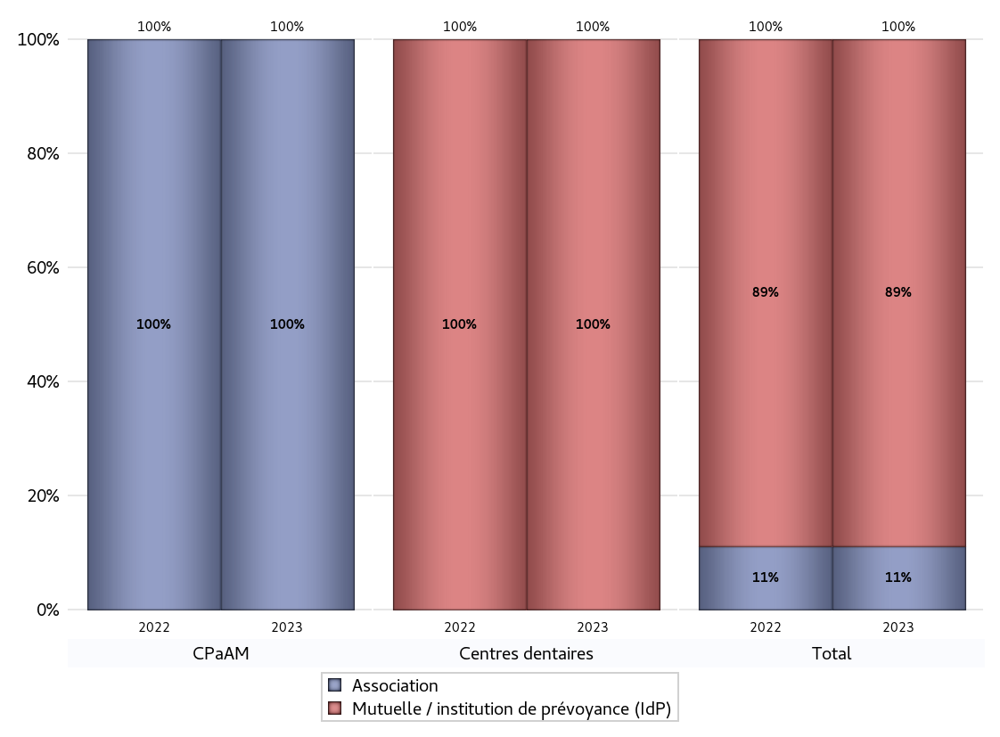 100% 100% 100% 100% 100% 100%
100%
80%
60%
89% 89%
100% 100% 100% 100%
40%
20%
11% 11%
0%
2022 2023 2022 2023 2022 2023
CPaAM Centres dentaires Total
Association
Mutuelle / institution de prévoyance (IdP)